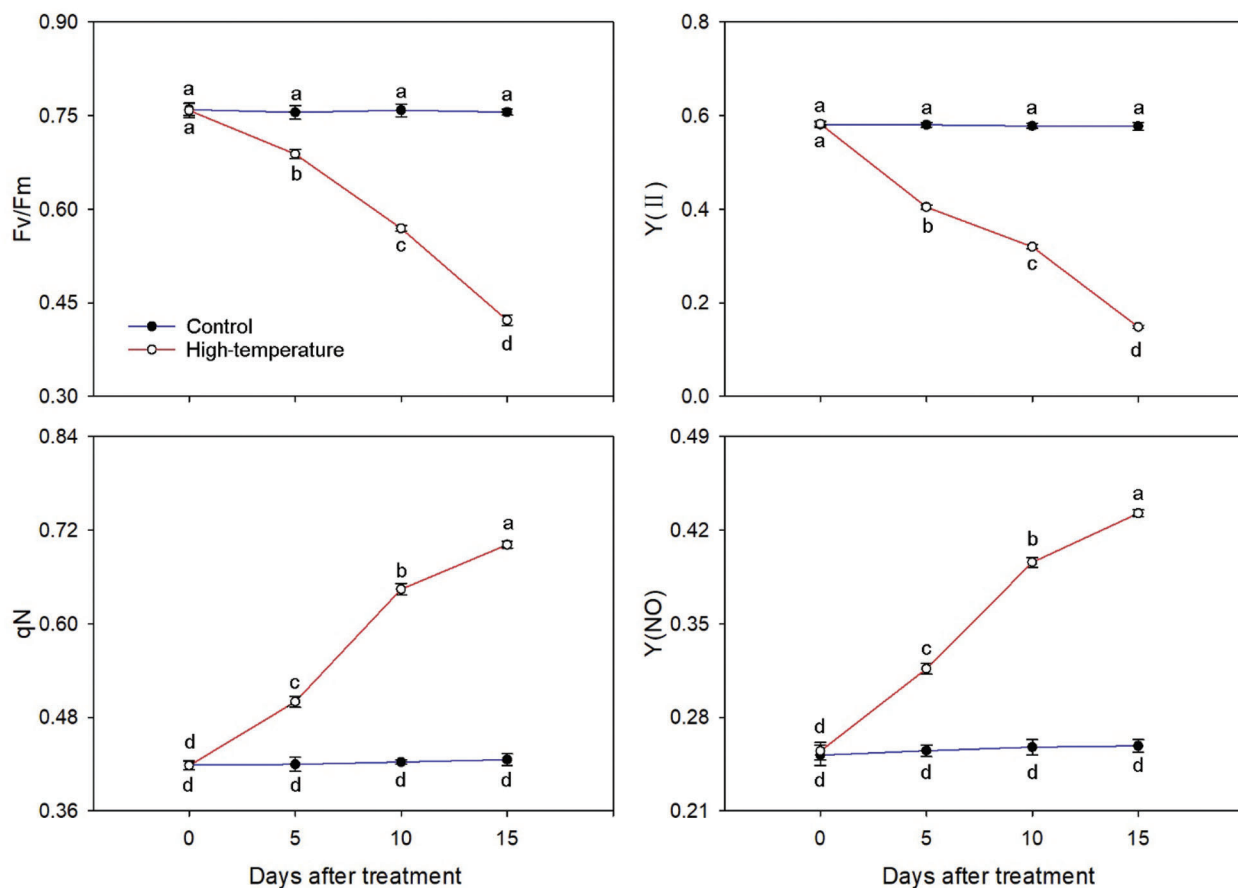 0.90
0.75
0.60
0.45
0.30
Fv/Fm
a a a a
a
b
c
d
Control
High-temperature
0.8
0.6
0.4
0.2
0.0
Y(Ⅱ)
a a a a
a
b
c
d
0.84
0.72
0.60
0.48
0.36
qN
a
b
c
d
d d d d
0 5 10 15
Days after treatment
0.49
0.42
0.35
0.28
0.21
Y(NO)
a
b
c
d
d d d d
0 5 10 15
Days after treatment